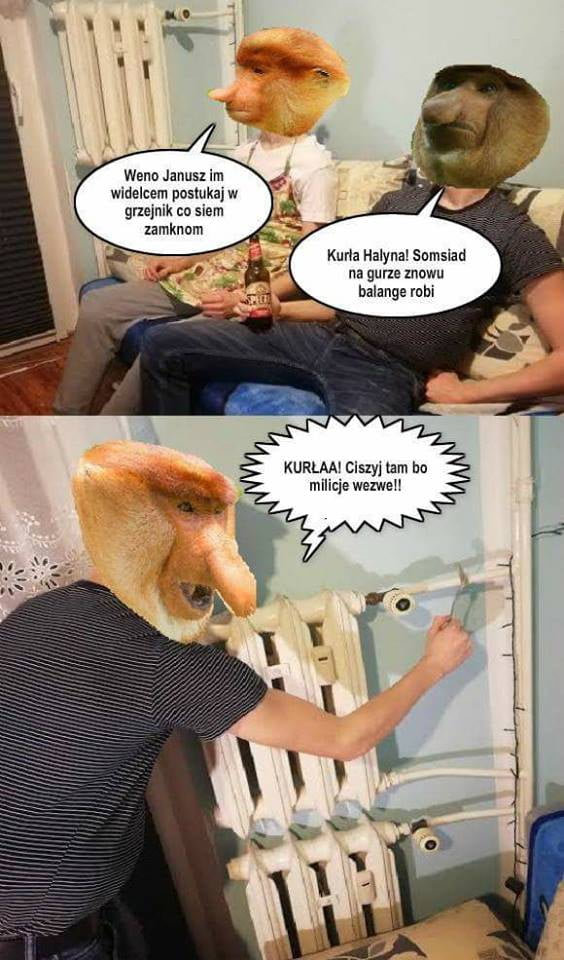 Weno Janusz im
widelcem postukaj w
grzejnik co siem
zamknom
Kurła Halyna! Somsiad
na gurze znowu
balange robi
KURŁAA! Ciszyj tam bo
milicje wezwe!!